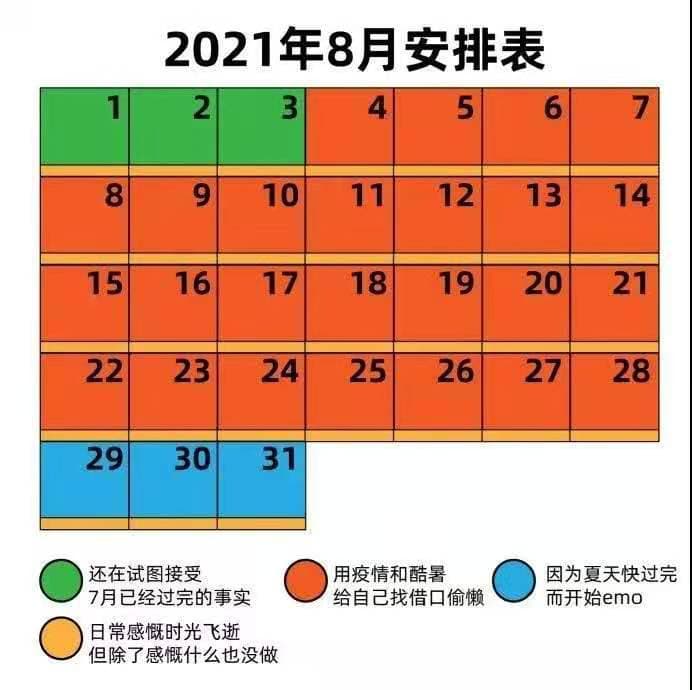 2021年8月安排表
1 2 3 4 5 6 7
8 9 10 11 12 13 14
15 16 17 18 19 20 21
22 23 24 25 26 27 28
29 30 31
还在试图接受
7月已经过完的事实
用疫情和酷暑
给自己找借口偷懒
因为夏天快过完
而开始emo
日常感慨时光飞逝
但除了感慨什么也没做